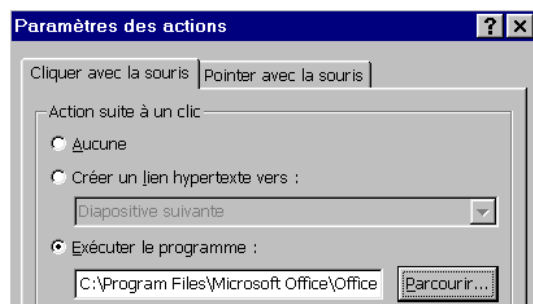 Paramètres des actions
Cliquer avec la souris Pointer avec la souris
Action suite à un clic
Aucune
Créer un lien hypertexte vers :
Diapositive suivante
Exécuter le programme :
C:\Program Files\Microsoft Office\Office Parcourir...